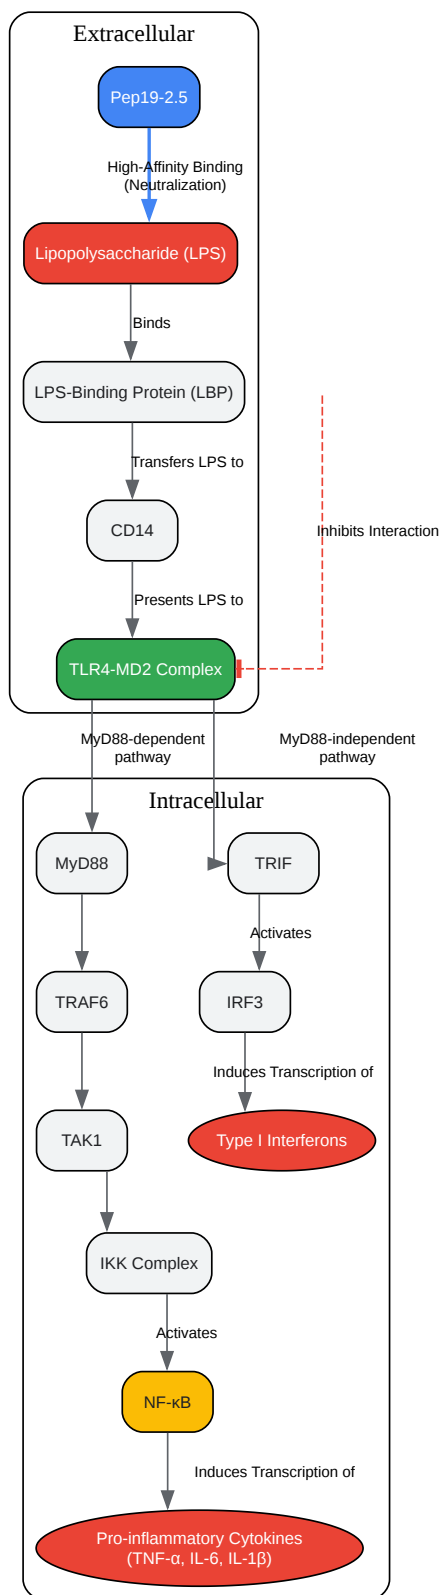 Extracellular
Pep19-2.5
High-Affinity Binding
(Neutralization)
Lipopolysaccharide (LPS)
Binds
LPS-Binding Protein (LBP)
Transfers LPS to
CD14
Inhibits Interaction
Presents LPS to
TLR4-MD2 Complex
MyD88-dependent
pathway
MyD88-independent
pathway
Intracellular
MyD88
TRIF
Activates
TRAF6
IRF3
Induces Transcription of
TAK1
Type I Interferons
IKK Complex
Activates
NF-κB
Induces Transcription of
Pro-inflammatory Cytokines
(TNF-α, IL-6, IL-1β)